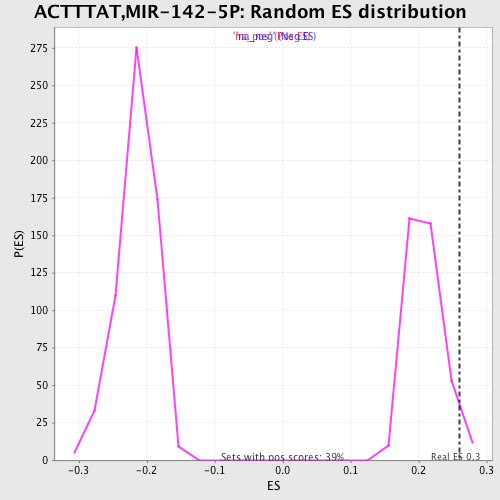 ACTTTAT,MIR-142-5P: Random ES distribution
275
250
225
200
175
150
125
100
75
50
25
0
P(ES)
Sets with pos scores: 39%
Real ES 0.3
-0.3 -0.2 -0.1 0.0 0.1 0.2 0.3
ES